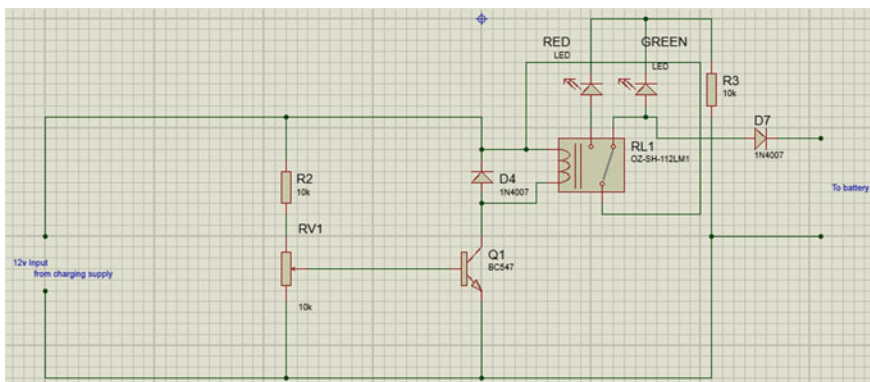 RED
LED
GREEN
LED
R3
10k
D7
1N4007
RL1
OZ-SH-112LM1
D4
1N4007
R2
10k
To battery
RV1
Q1
BC547
12v Input
from charging supply
10k